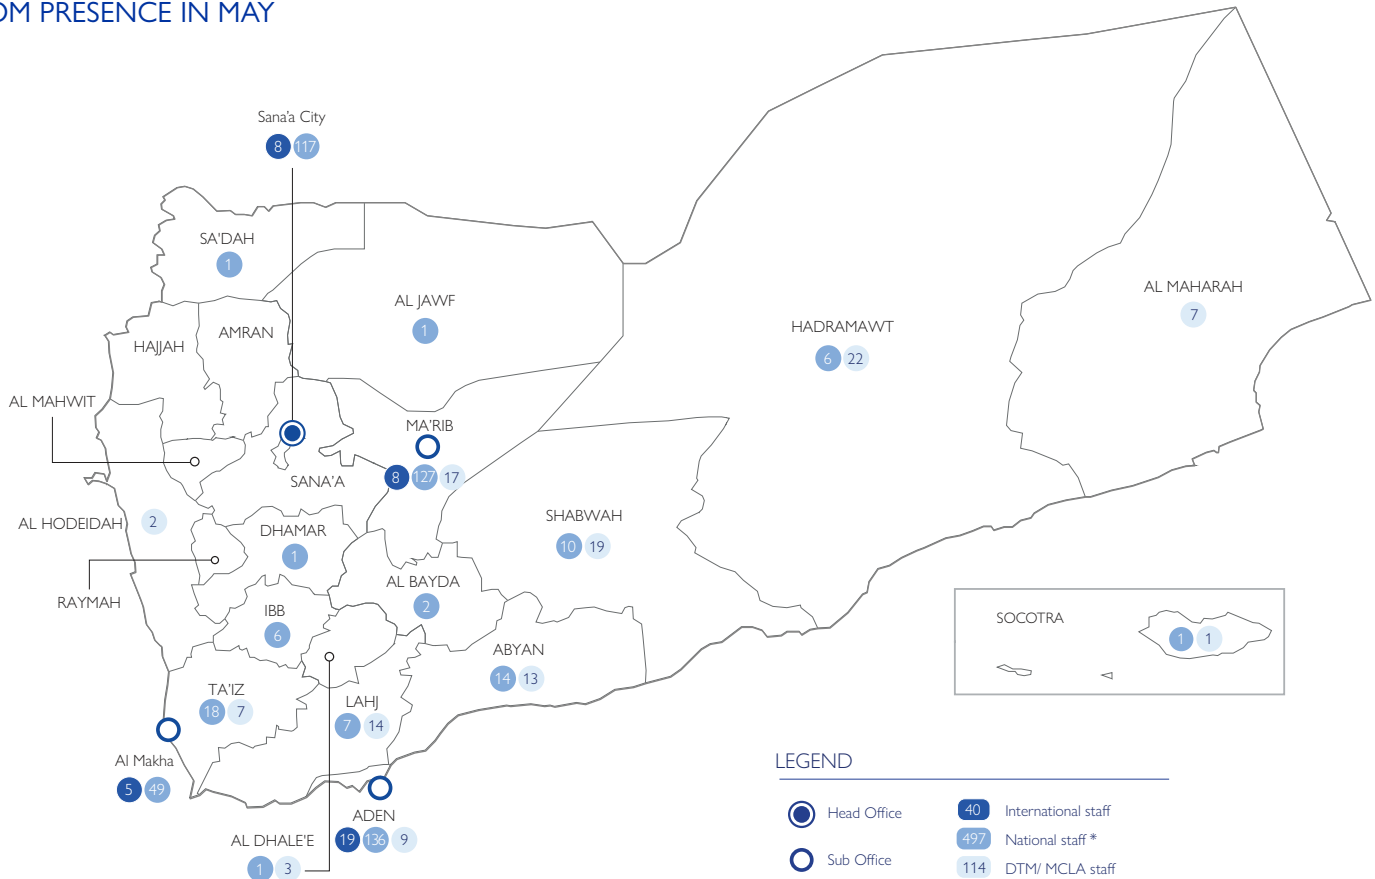 OM PRESENCE IN MAY
Sana'a City
8 117
SA'DAH
1
AL JAWF
1
AMRAN
HAJJAH
AL MAHARAH
7
HADRAMAWT
6 22
AL MAHWIT
MA'RIB
8 127 17
SANA'A
AL HODEIDAH
2
SHABWAH
10 19
DHAMAR
1
RAYMAH
AL BAYDA
2
IBB
6
SOCOTRA
1 1
ABYAN
14 13
TA'IZ
18 7
LAHJ
7 14
Al Makha
5 49
ADEN
19 136 9
AL DHALE'E
1 3
LEGEND
Head Office
Sub Office
40 International staff
497 National staff *
114 DTM/ MCLA staff